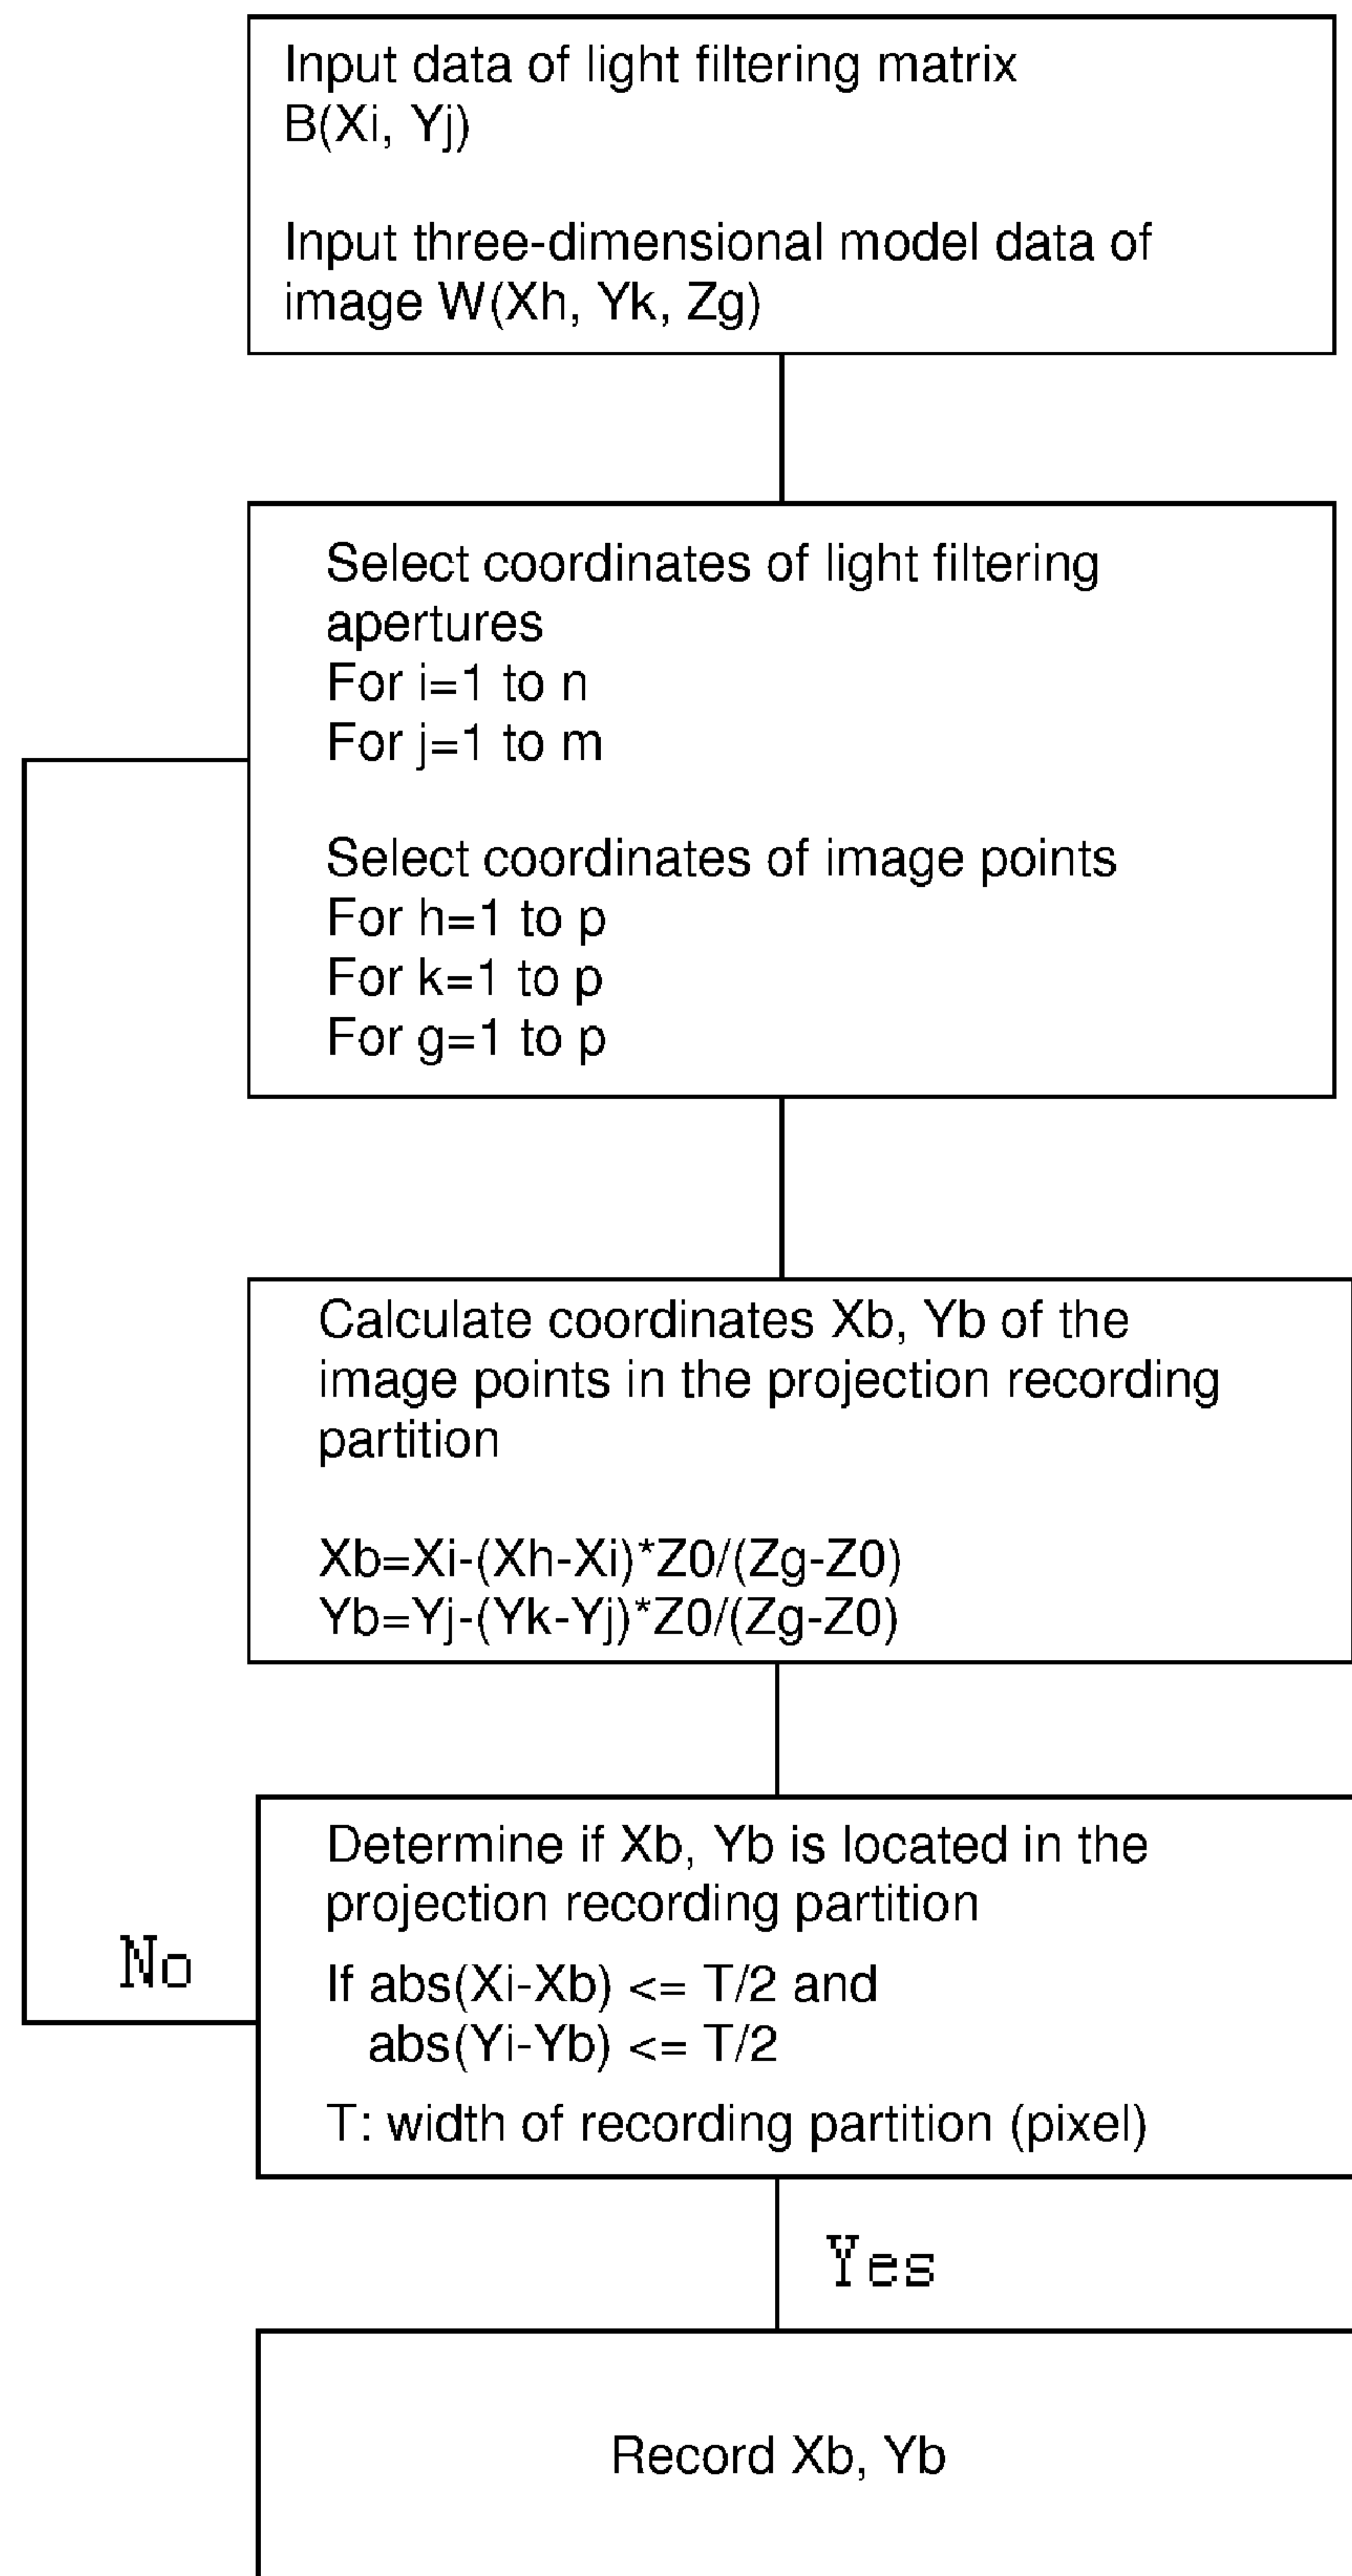 Input data of light filtering matrix
B(Xi, Yj)
Input three-dimensional model data of
image W(Xh, Yk, Zg)
Select coordinates of light filtering
apertures
For i=1 to n
For j=1 to m
Select coordinates of image points
For h=1 to p
For k=1 to p
For g=1 to p
Calculate coordinates Xb, Yb of the
image points in the projection recording
partition
Xb=Xi-(Xh-Xi)*Z0/(Zg-Z0)
Yb=Yj-(Yk-Yj)*Z0/(Zg-Z0)
Determine if Xb, Yb is located in the
projection recording partition
If abs(Xi-Xb) <= T/2 and
abs(Yi-Yb) <= T/2
T: width of recording partition (pixel)
No
Yes
Record Xb, Yb